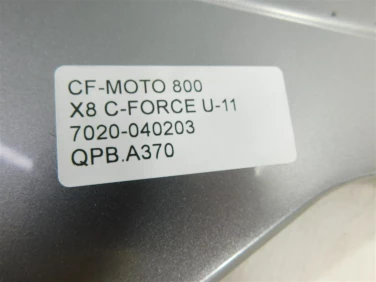 CF-MOTO 800
X8 C-FORCE U-11
7020-040203
QPB.A370